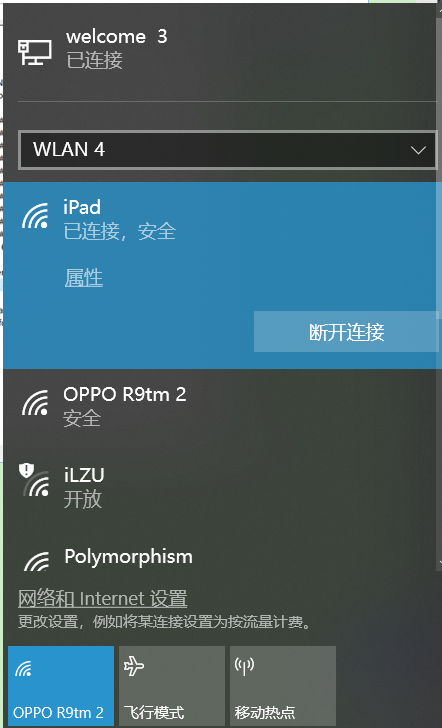 welcome 3
已连接
WLAN 4
iPad
已连接，安全
属性
断开连接
OPPO R9tm 2
安全
iLZU
开放
Polymorphism
网络和 Internet 设置
更改设置，例如将某连接设置为按流量计费。
OPPO R9tm 2
飞行模式
移动热点